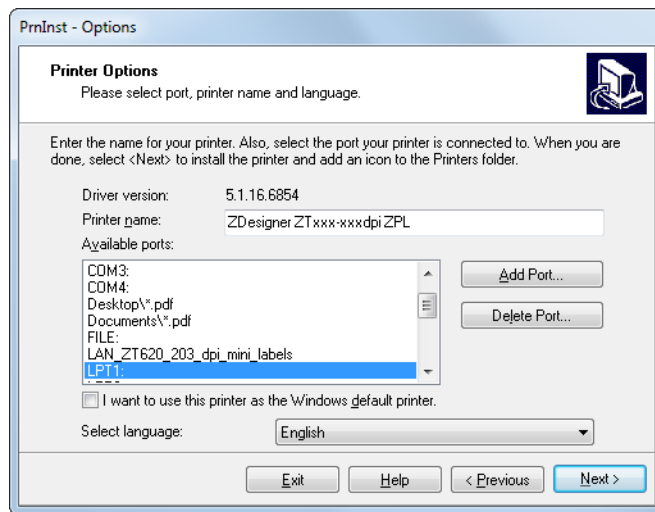 PrnInst - Options
Printer Options
Please select port, printer name and language.
Enter the name for your printer. Also, select the port your printer is connected to. When you are
done, select <Next> to install the printer and add an icon to the Printers folder.
Driver version: 5.1.16.6854
Printer name: ZDesigner ZTxxx-xxxdpi ZPL
Available ports:
COM3:
COM4:
Desktop\*.pdf
Documents\*.pdf
FILE:
LAN_ZT620_203_dpi_mini_labels
LPT1:
Add Port...
Delete Port...
I want to use this printer as the Windows default printer.
Select language: English
Exit Help < Previous Next >